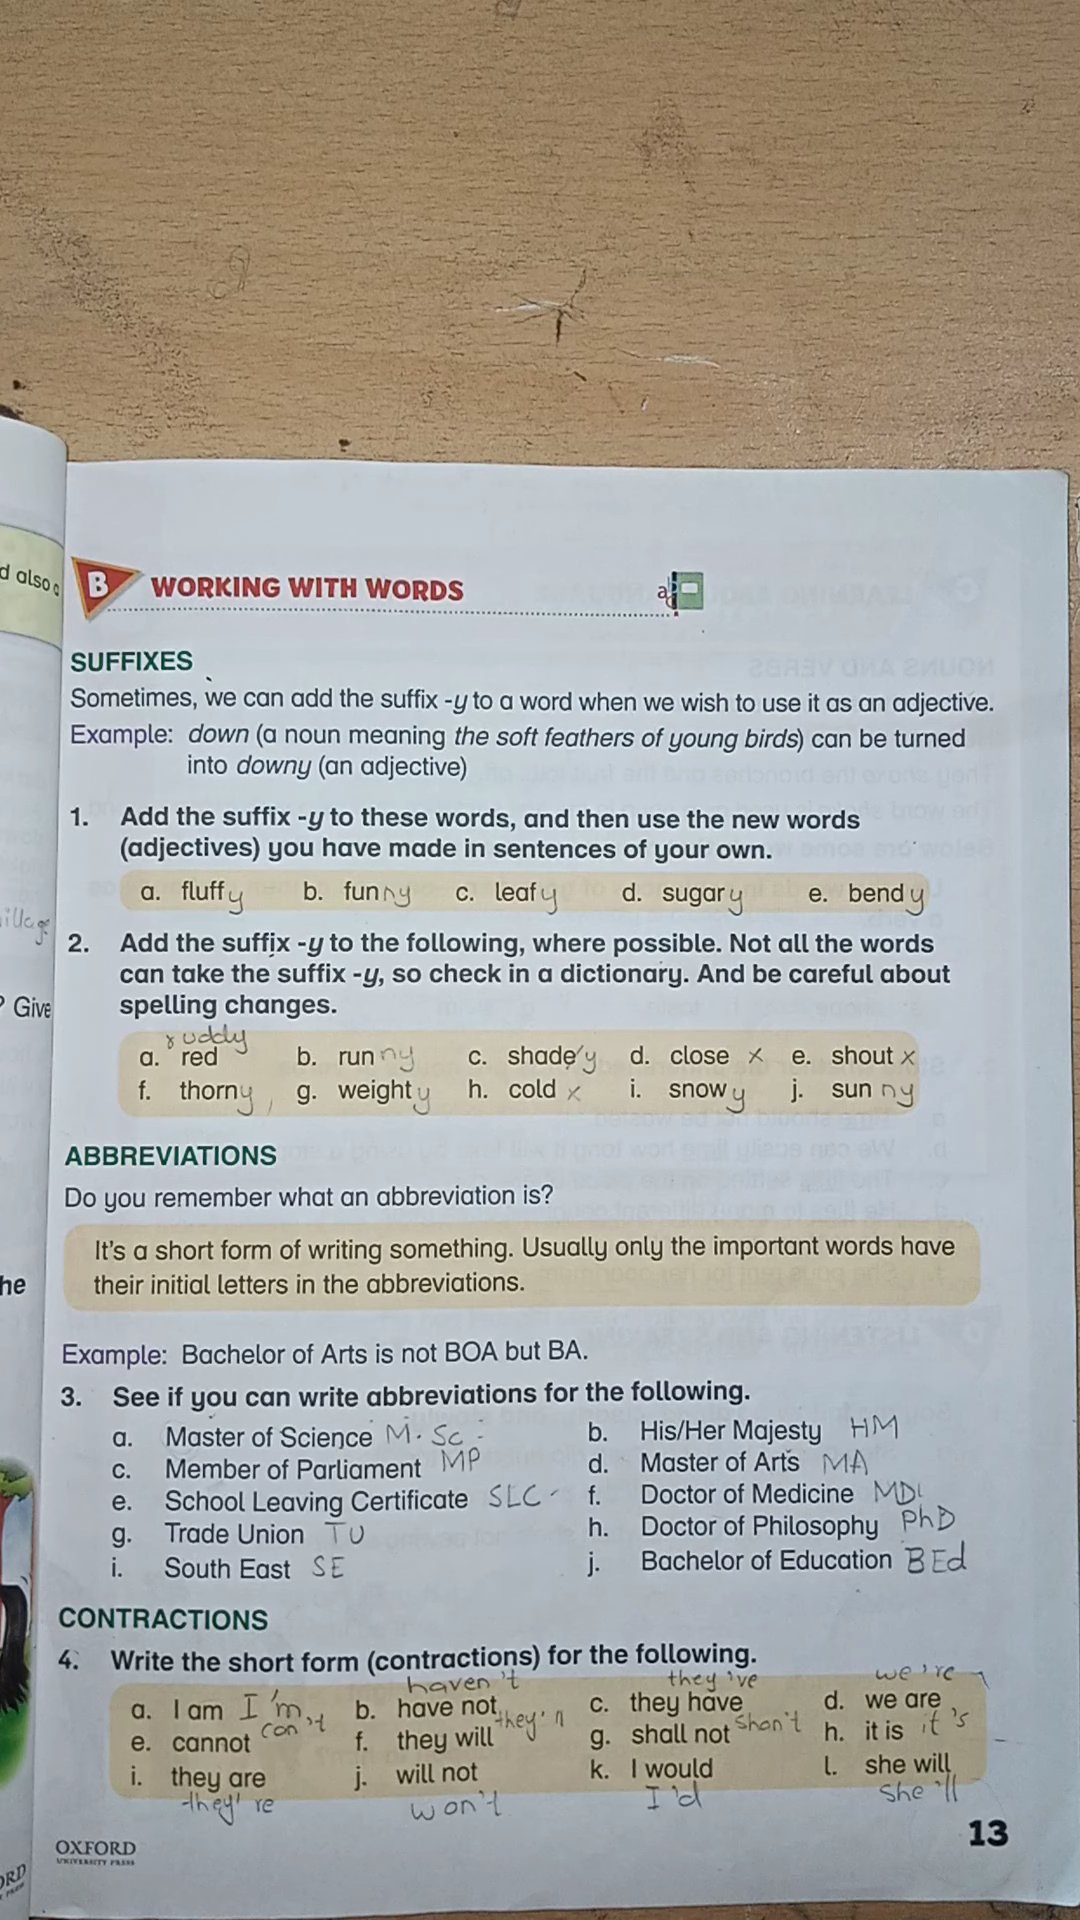 d also a
B WORKING WITH WORDS
SUFFIXES
Sometimes, we can add the suffix -y to a word when we wish to use it as an adjective.
Example: down (a noun meaning the soft feathers of young birds) can be turned
into downy (an adjective)
1. Add the suffix -y to these words, and then use the new words
(adjectives) you have made in sentences of your own.
a. fluffy b. funny c. leafy d. sugary e. bendy
village
2. Add the suffix -y to the following, where possible. Not all the words
can take the suffix -y, so check in a dictionary. And be careful about
? Give spelling changes.
ruddy
a. red b. runny c. shadey d. close x e. shout x
f. thorny, g. weighty h. cold x i. snowy j. sunny
ABBREVIATIONS
Do you remember what an abbreviation is?
It's a short form of writing something. Usually only the important words have
he their initial letters in the abbreviations.
Example: Bachelor of Arts is not BOA but BA.
3. See if you can write abbreviations for the following.
a. Master of Science M.Sc. b. His/Her Majesty HM
c. Member of Parliament MP d. Master of Arts MA
e. School Leaving Certificate SLC f. Doctor of Medicine MD
g. Trade Union TU h. Doctor of Philosophy PhD
i. South East SE j. Bachelor of Education BEd
CONTRACTIONS
4. Write the short form (contractions) for the following.
haven't they've we're
a. I am I'm b. have not c. they have d. we are
e. cannot can't f. they will they'll g. shall not shan't h. it is it's
i. they are j. will not k. I would l. she will
they're won't I'd she'll
13
OXFORD
UNIVERSITY PRESS
ORD